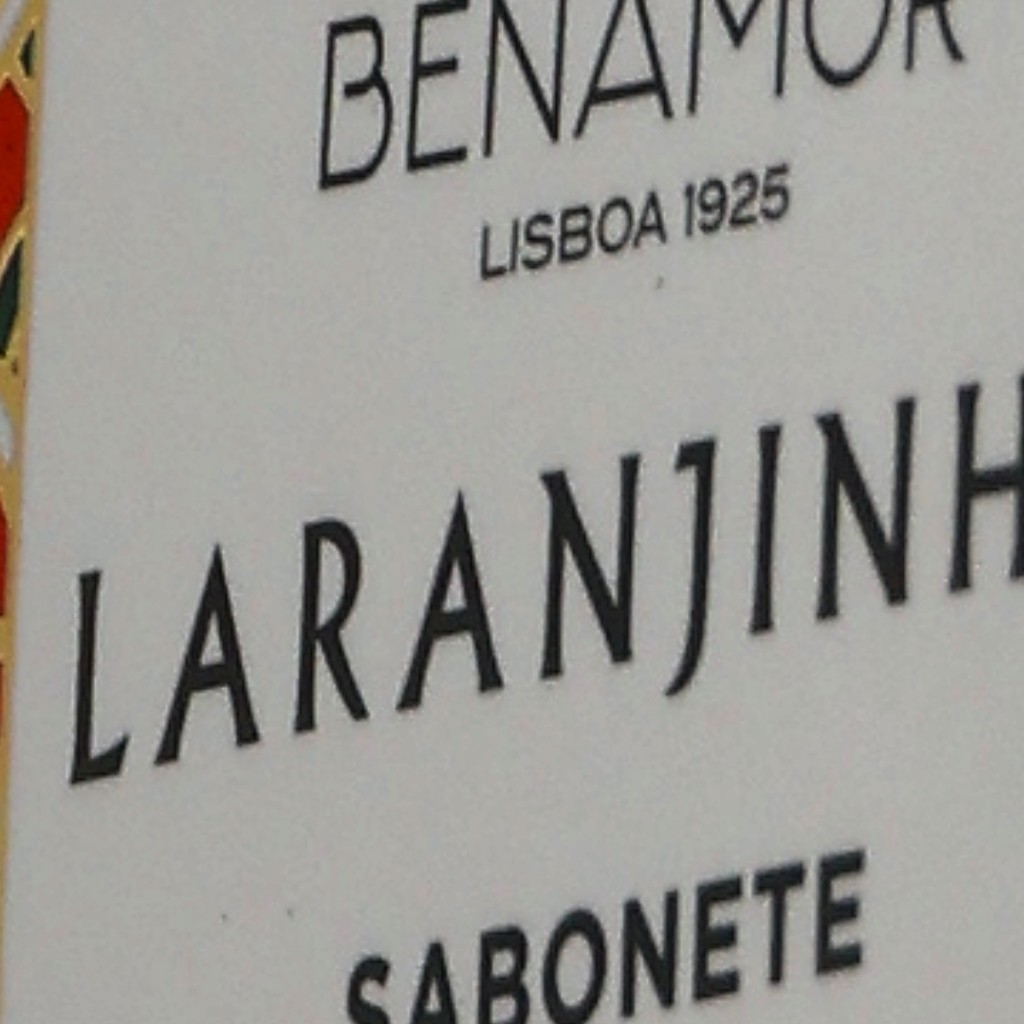 BENAMOR
LISBOA 1925
LARANJINH
SABONETE